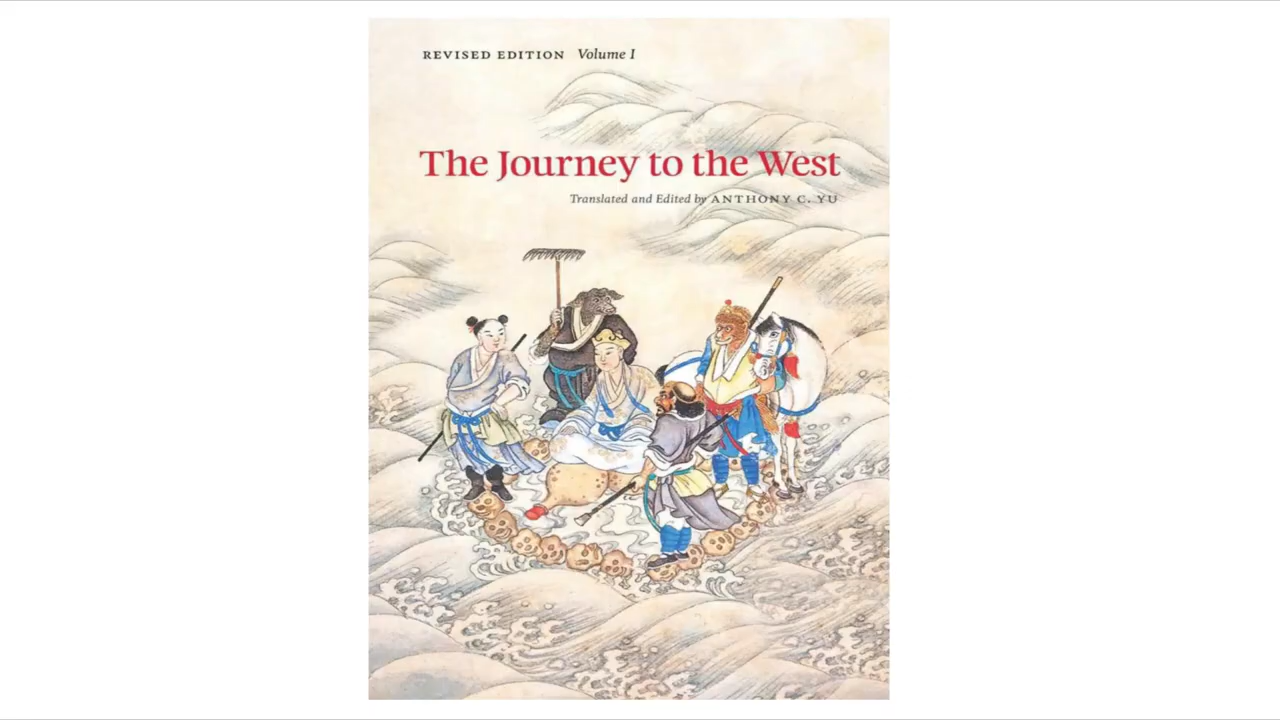 REVISED EDITION Volume I
The Journey to the West
Translated and Edited by ANTHONY C. YU